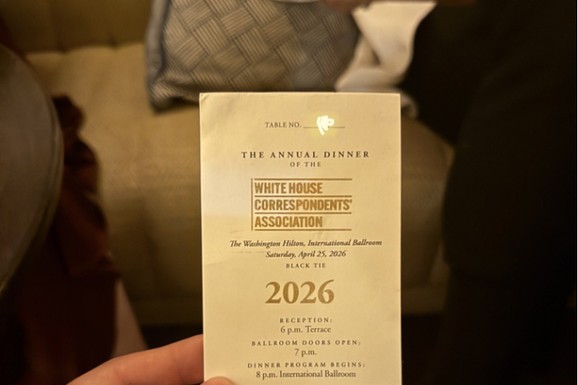 TABLE NO.
THE ANNUAL DINNER
OF THE
WHITE HOUSE
CORRESPONDENTS'
ASSOCIATION
The Washington Hilton, International Ballroom
Saturday, April 25, 2026
BLACK TIE
2026
RECEPTION:
6 p.m. Terrace
BALLROOM DOORS OPEN:
7 p.m.
DINNER PROGRAM BEGINS:
8 p.m. International Ballroom